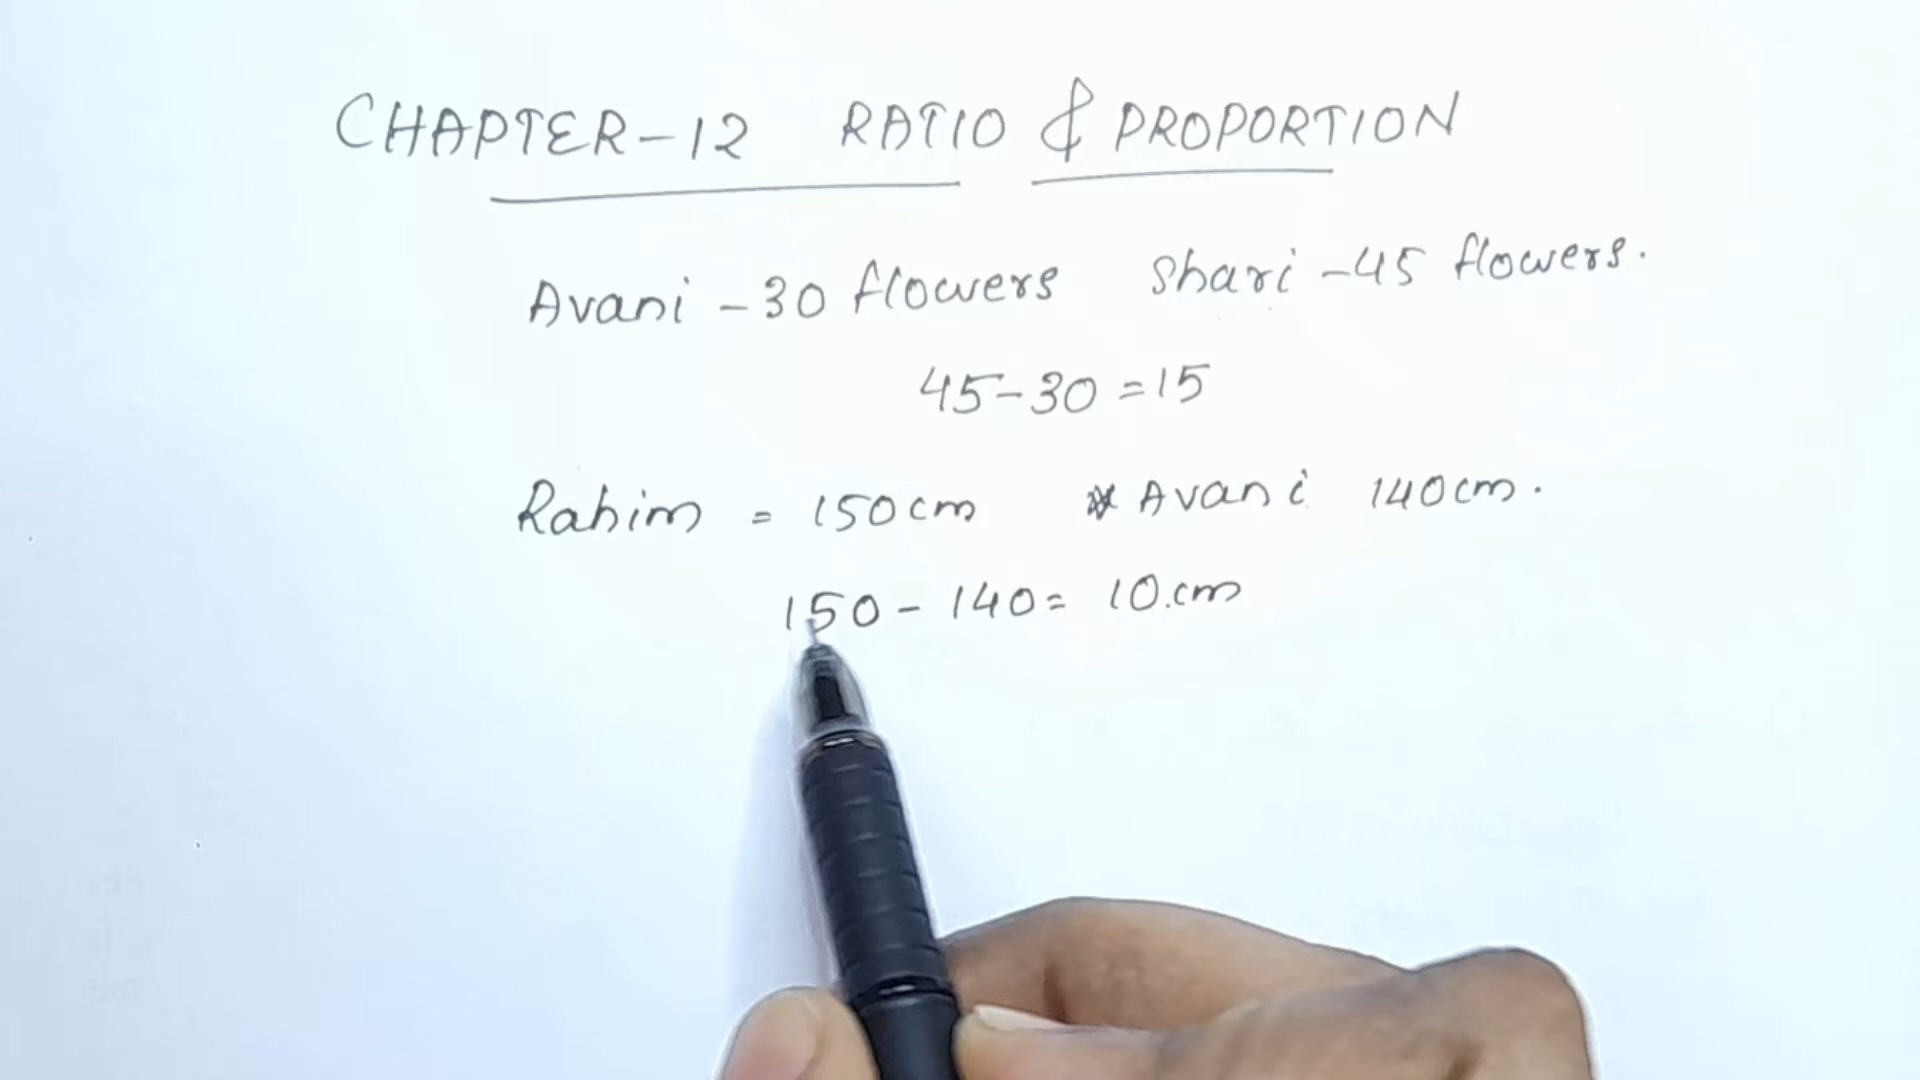 CHAPTER-12 RATIO & PROPORTION
Avani - 30 flowers Shari - 45 flowers.
45-30 = 15
Rahim = 150cm Avani 140cm.
150 - 140 = 10.cm